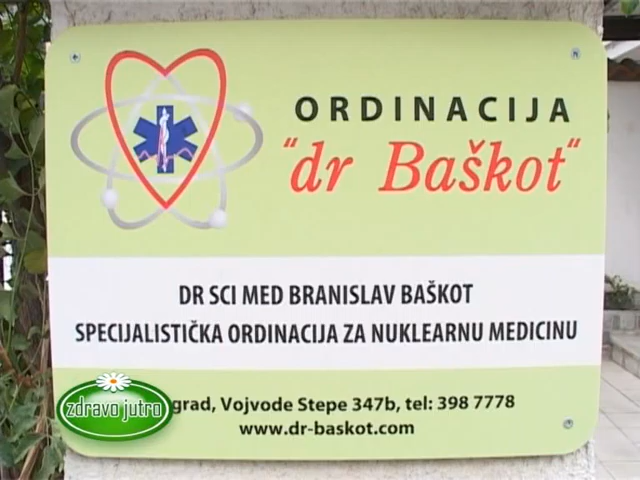 ORDINACIJA
"dr Baškot"
DR SCI MED BRANISLAV BAŠKOT
SPECIJALISTIČKA ORDINACIJA ZA NUKLEARNU MEDICINU
grad, Vojvode Stepe 347b, tel: 398 7778
www.dr-baskot.com
zdravo jutro